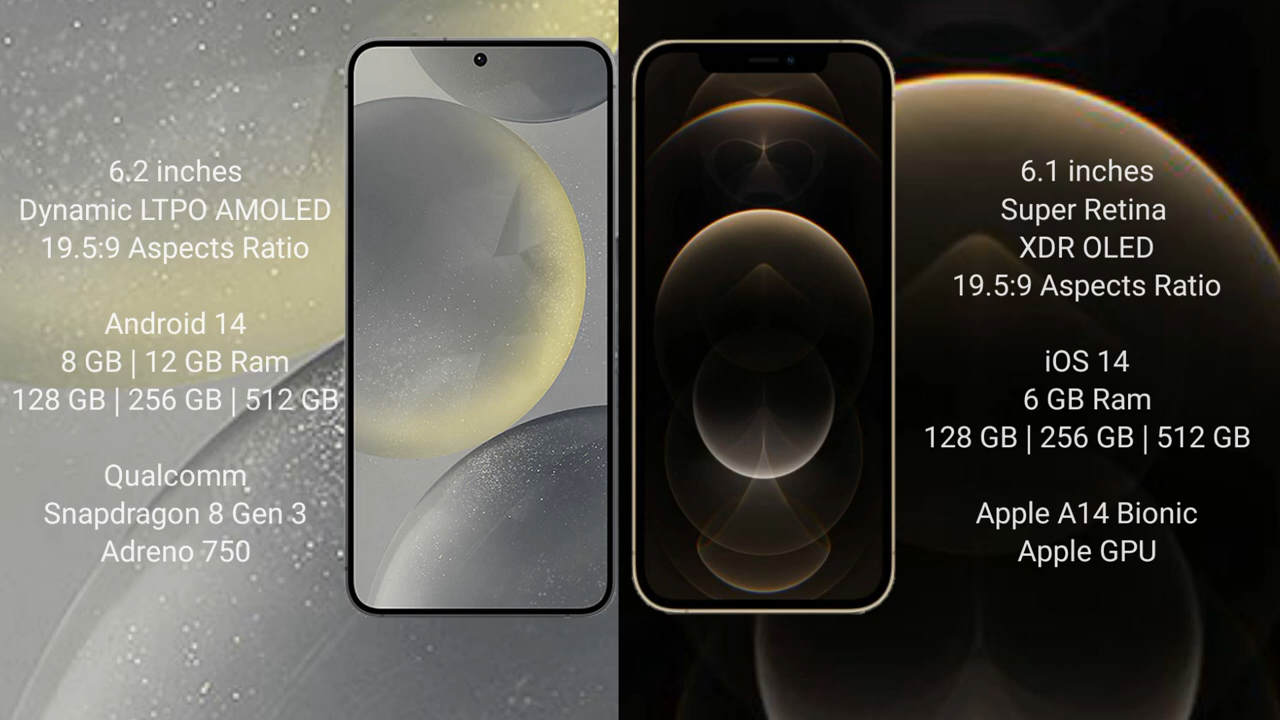 6.2 inches
Dynamic LTPO AMOLED
19.5:9 Aspects Ratio
Android 14
8 GB | 12 GB Ram
128 GB | 256 GB | 512 GB
Qualcomm
Snapdragon 8 Gen 3
Adreno 750
6.1 inches
Super Retina
XDR OLED
19.5:9 Aspects Ratio
iOS 14
6 GB Ram
128 GB | 256 GB | 512 GB
Apple A14 Bionic
Apple GPU